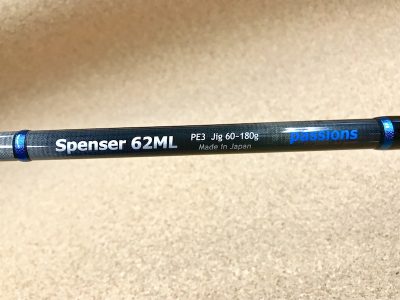 Spenser 62ML
PE3 Jig 60-180g
Made In Japan
passions